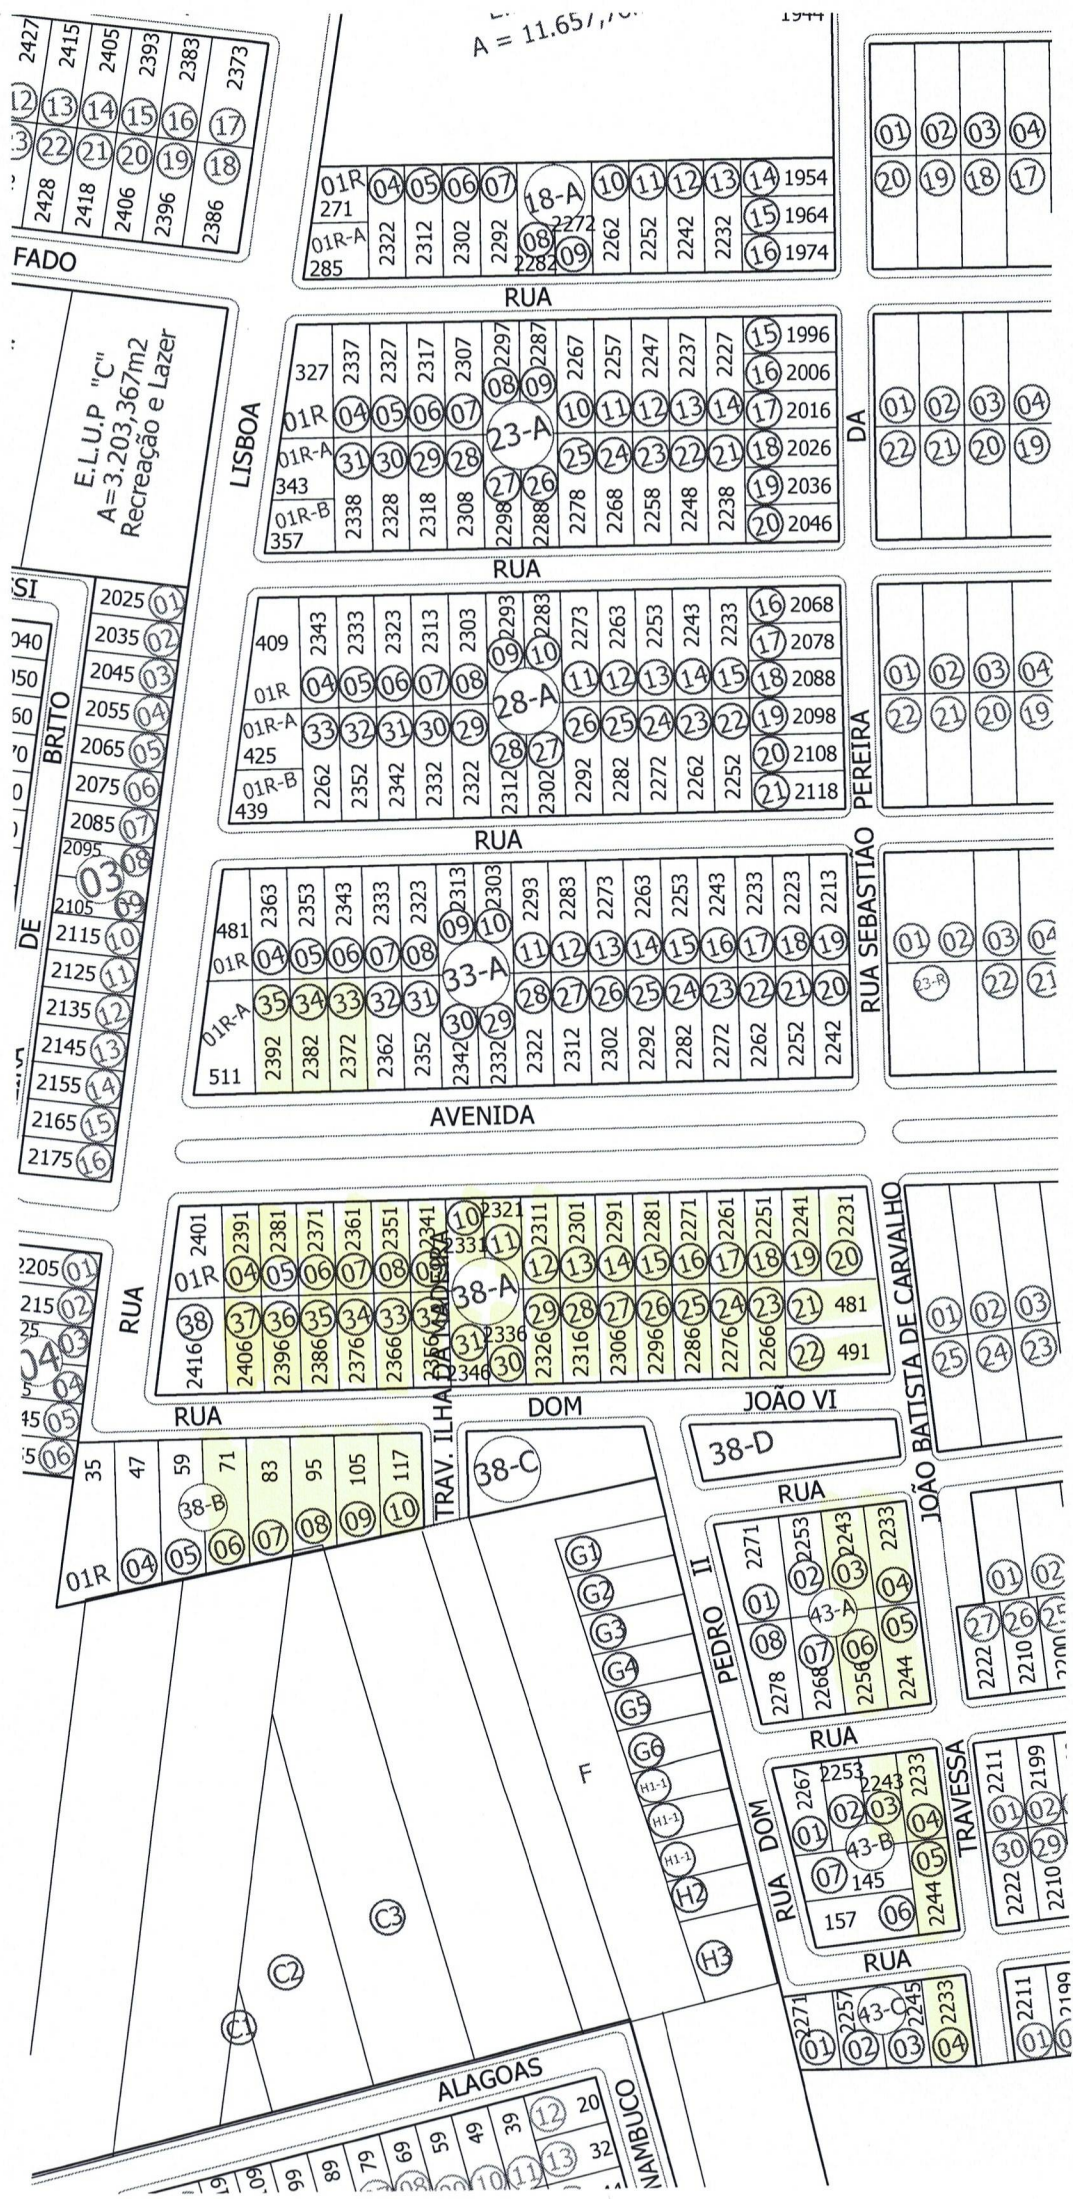 2427 2415 2405 2393 2383 2373
12 13 14 15 16 17
22 21 20 19 18
2428 2418 2406 2396 2386
FADO
A = 11.657,
1944
01R 04 05 06 07 18-A 10 11 12 13 14 1954
271
01R-A 2322 2312 2302 2292 08 2272 09 2262 2252 2242 2232 15 1964
285 2282 16 1974
01 02 03 04
20 19 18 17
RUA
E.L.U.P "C"
A=3.203,367m2
Recreação e Lazer
LISBOA
327 2337 2327 2317 2307 2297 2287 2267 2257 2247 2237 2227 15 1996
08 09 16 2006
01R 04 05 06 07 23-A 10 11 12 13 14 17 2016
01R-A 31 30 29 28 25 24 23 22 21 18 2026
343 27 26 19 2036
01R-B 2338 2328 2318 2308 2298 2288 2278 2268 2258 2248 2238 20 2046
357
DA
01 02 03 04
22 21 20 19
RUA
BRITO
DE
2025 01
2035 02
2045 03
2055 04
2065 05
2075 06
2085 07
2095 08
03
2105 09
2115 10
2125 11
2135 12
2145 13
2155 14
2165 15
2175 16
409 2343 2333 2323 2313 2303 2293 2283 2273 2263 2253 2243 2233 16 2068
09 10 17 2078
01R 04 05 06 07 08 28-A 11 12 13 14 15 18 2088
01R-A 33 32 31 30 29 26 25 24 23 22 19 2098
425 28 27 20 2108
01R-B 2262 2352 2342 2332 2322 2312 2302 2292 2282 2272 2262 2252 21 2118
439
RUA SEBASTIÃO PEREIRA
01 02 03 04
22 21 20 19
RUA
481 2363 2353 2343 2333 2323 2313 2303 2293 2283 2273 2263 2253 2243 2233 2223 2213
09 10
01R 04 05 06 07 08 33-A 11 12 13 14 15 16 17 18 19
01R-A 35 34 33 32 31 28 27 26 25 24 23 22 21 20
30 29
511 2392 2382 2372 2362 2352 2342 2332 2322 2312 2302 2292 2282 2272 2262 2252 2242
01 02 03 04
23-R 22 21
AVENIDA
2401 2391 2381 2371 2361 2351 2341 10 2321 2311 2301 2291 2281 2271 2261 2251 2241 2231
2331 11
01R 04 05 06 07 08 09 38-A 12 13 14 15 16 17 18 19 20
38 37 36 35 34 33 29 28 27 26 25 24 23 21 481
31 2336
2416 2406 2396 2386 2376 2366 2346 30 2326 2316 2306 2296 2286 2276 2266 22 491
2205 01
02
03
04
04
05
06
RUA
TRAV. ILHA DA MADEIRA
JOÃO BATISTA DE CARVALHO
01 02 03
25 24 23
RUA DOM JOÃO VI
35 47 59 71 83 95 105 117
38-B
01R 04 05 06 07 08 09 10
38-C
38-D
RUA
2271 2253 2243 2233
01 02 03 04
43-A
08 07 06 05
2278 2268 2256 2244
01 02
27 26 25
2222 2210
RUA DOM PEDRO II
G1
G2
G3
G4
G5
G6
H1-1
H1-1
H1-1
H2
H3
F
C3
C2
C1
RUA
2267 2253 2243 2233
01 02 03 04
43-B
07 145 05
157 06 2244
TRAVESSA
2211 2199
01 02
30 29
2222 2210
RUA
2271 2257 43-C 2245 2233
01 02 03 04
2211 2199
01
ALAGOAS
79 69 59 49 39 12 20
89 10 11 13 32